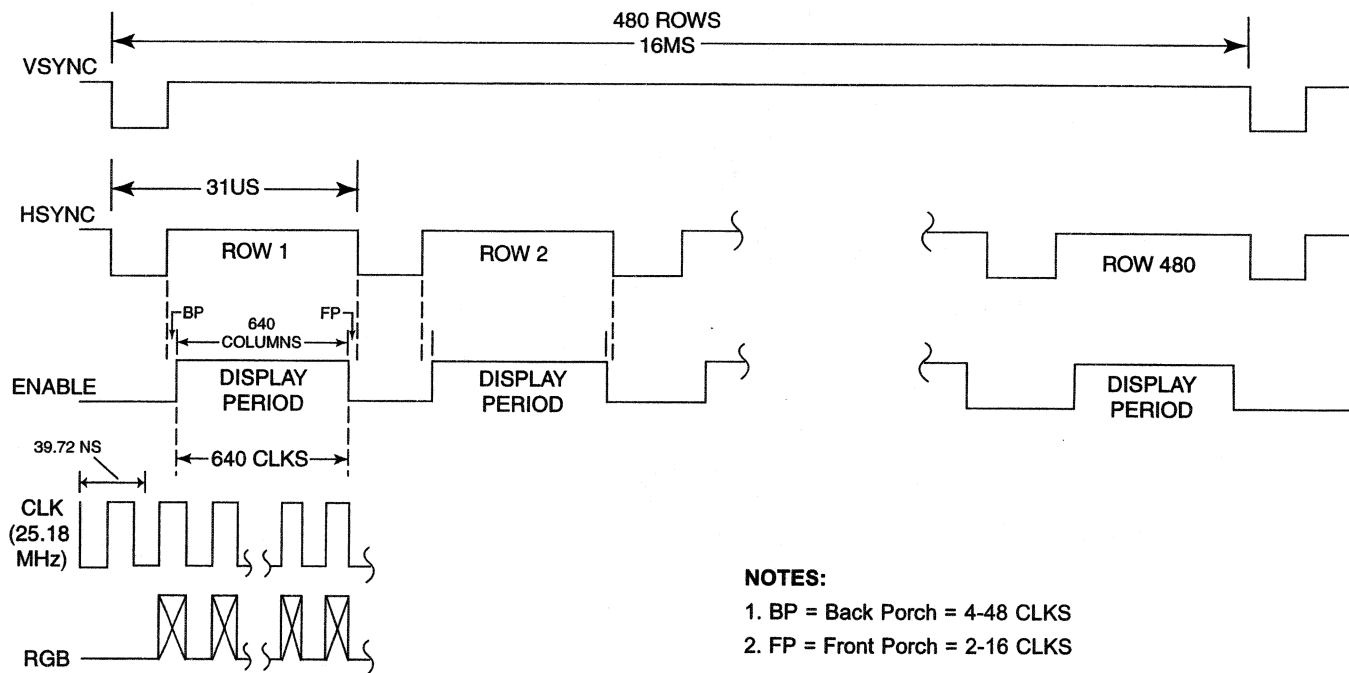 480 ROWS
16MS
VSYNC
31US
HSYNC
ROW 1
ROW 2
ROW 480
BP
FP
640
COLUMNS
ENABLE
DISPLAY
PERIOD
DISPLAY
PERIOD
DISPLAY
PERIOD
39.72 NS
640 CLKS
CLK
(25.18
MHz)
RGB
NOTES:
1. BP = Back Porch = 4-48 CLKS
2. FP = Front Porch = 2-16 CLKS